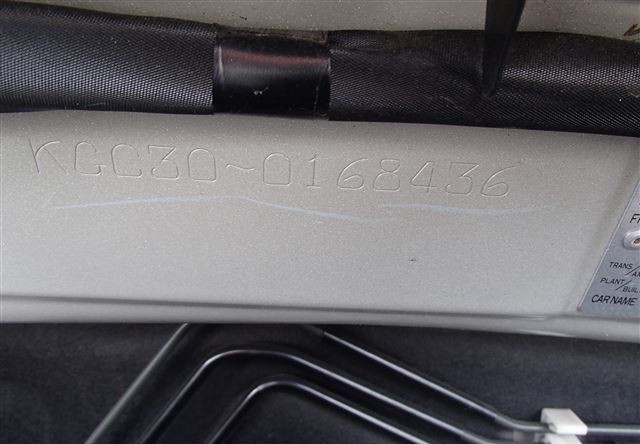 KGC30-0168436
TRANS/
PLANT/
CAR NAME